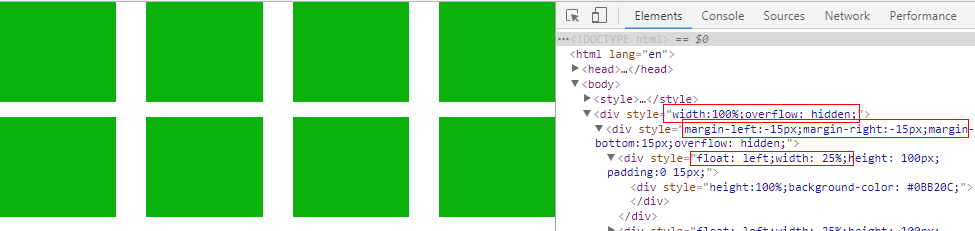 Elements Console Sources Network Performance
…<!DOCTYPE html> == $0
<html lang="en">
▶<head>…</head>
▼<body>
▶<style>…</style>
▼<div style="width:100%;overflow: hidden;">
▼<div style="margin-left:-15px;margin-right:-15px;margin-
bottom:15px;overflow: hidden;">
▼<div style="float: left;width: 25%;height: 100px;
padding:0 15px;">
<div style="height:100%;background-color: #0BB20C;">
</div>
</div>
▶<div style="float: left;width: 25%;height: 100px;